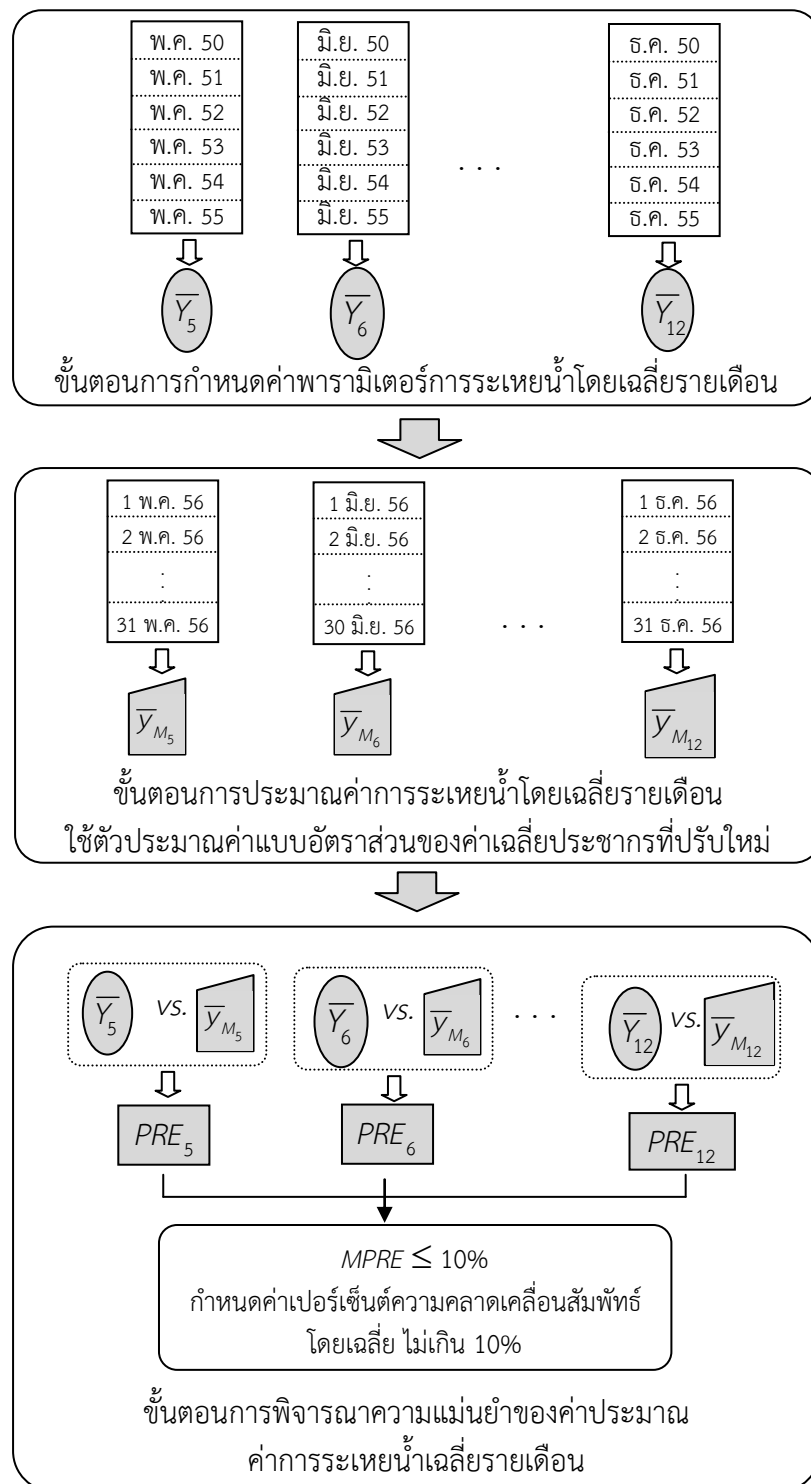 พ.ค. 50 มิ.ย. 50 ธ.ค. 50
พ.ค. 51 มิ.ย. 51 ธ.ค. 51
พ.ค. 52 มิ.ย. 52 ธ.ค. 52
พ.ค. 53 มิ.ย. 53 ธ.ค. 53
. . .
พ.ค. 54 มิ.ย. 54 ธ.ค. 54
พ.ค. 55 มิ.ย. 55 ธ.ค. 55
Y̅₅ Y̅₆ Y̅₁₂
ขั้นตอนการกำหนดค่าพารามิเตอร์การระเหยน้ำโดยเฉลี่ยรายเดือน
1 พ.ค. 56 1 มิ.ย. 56 1 ธ.ค. 56
2 พ.ค. 56 2 มิ.ย. 56 2 ธ.ค. 56
: : :
31 พ.ค. 56 30 มิ.ย. 56 . . . 31 ธ.ค. 56
y̅M₅ y̅M₆ y̅M₁₂
ขั้นตอนการประมาณค่าการระเหยน้ำโดยเฉลี่ยรายเดือน
ใช้ตัวประมาณค่าแบบอัตราส่วนของค่าเฉลี่ยประชากรที่ปรับใหม่
Y̅₅ vs. y̅M₅ Y̅₆ vs. y̅M₆ . . . Y̅₁₂ vs. y̅M₁₂
PRE₅ PRE₆ PRE₁₂
MPRE ≤ 10%
กำหนดค่าเปอร์เซ็นต์ความคลาดเคลื่อนสัมพัทธ์
โดยเฉลี่ย ไม่เกิน 10%
ขั้นตอนการพิจารณาความแม่นยำของค่าประมาณ
ค่าการระเหยน้ำเฉลี่ยรายเดือน